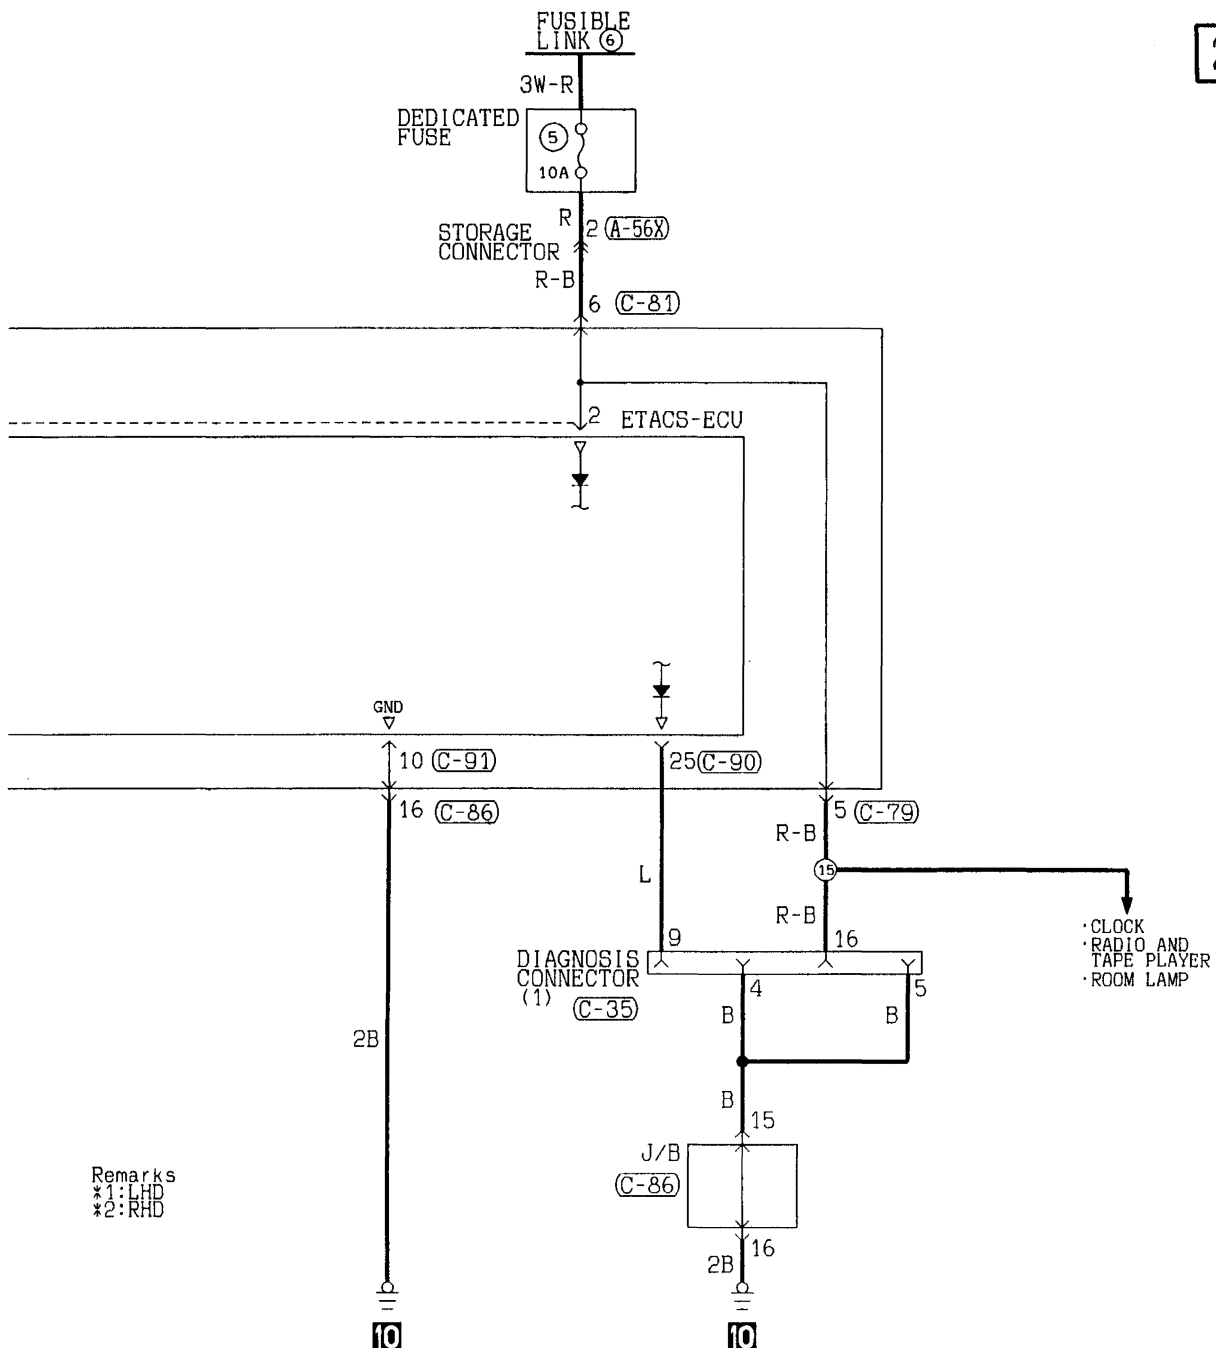 FUSIBLE
LINK 6
3W-R
DEDICATED
FUSE
5
10A
R
2 A-56X
STORAGE
CONNECTOR
R-B
6 C-81
2 ETACS-ECU
GND
10 C-91
25 C-90
16 C-86
5 C-79
R-B
L
15
R-B
9
16
·CLOCK
·RADIO AND
TAPE PLAYER
·ROOM LAMP
DIAGNOSIS
CONNECTOR
(1)
C-35
4
5
B
B
2B
B
15
J/B
C-86
Remarks
*1:LHD
*2:RHD
16
2B
10
10